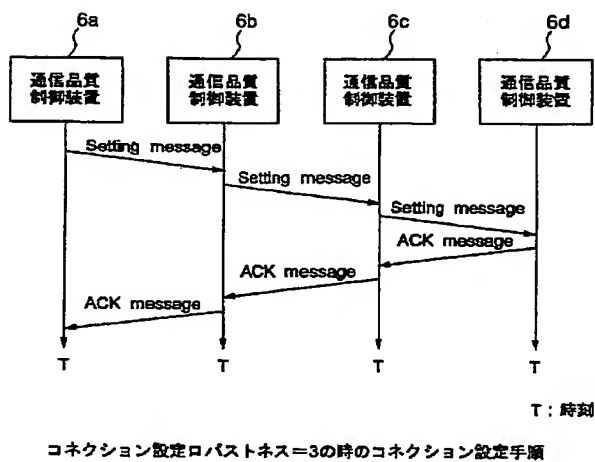 6a
6b
6c
6d
通信品質
制御装置
通信品質
制御装置
通信品質
制御装置
通信品質
制御装置
Setting message
Setting message
Setting message
ACK message
ACK message
ACK message
T
T
T
T
T：時刻
コネクション設定ロバストネス＝3の時のコネクション設定手順